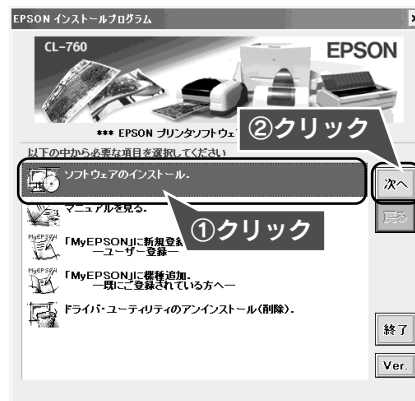 EPSON インストールプログラム
CL-760
EPSON
*** EPSON プリンタソフトウェ
②クリック
以下の中から必要な項目を選択してください
ソフトウェアのインストール.
次へ
マニュアルを見る.
戻る
①クリック
MyEPSON
「MyEPSON」に新規登録
―ユーザー登録―
MyEPSON
「MyEPSON」に機種追加.
―既にご登録されている方へ―
ドライバ・ユーティリティのアンインストール(削除).
終了
Ver.